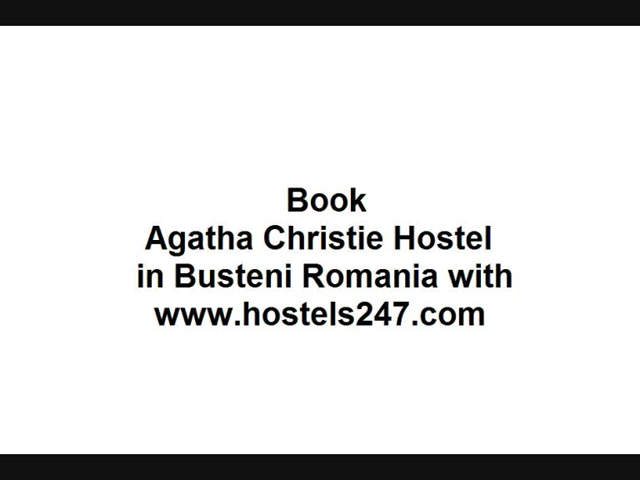 Book
Agatha Christie Hostel
in Busteni Romania with
www.hostels247.com